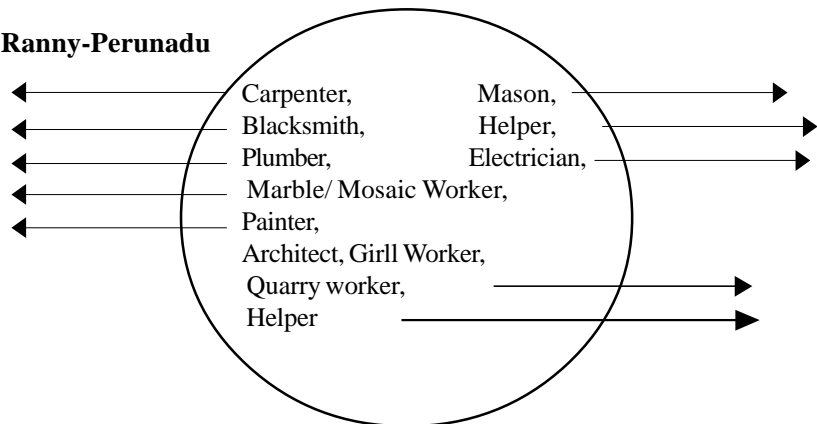 Ranny-Perunadu
Carpenter, Mason,
Blacksmith, Helper,
Plumber, Electrician,
Marble/ Mosaic Worker,
Painter,
Architect, Girll Worker,
Quarry worker,
Helper